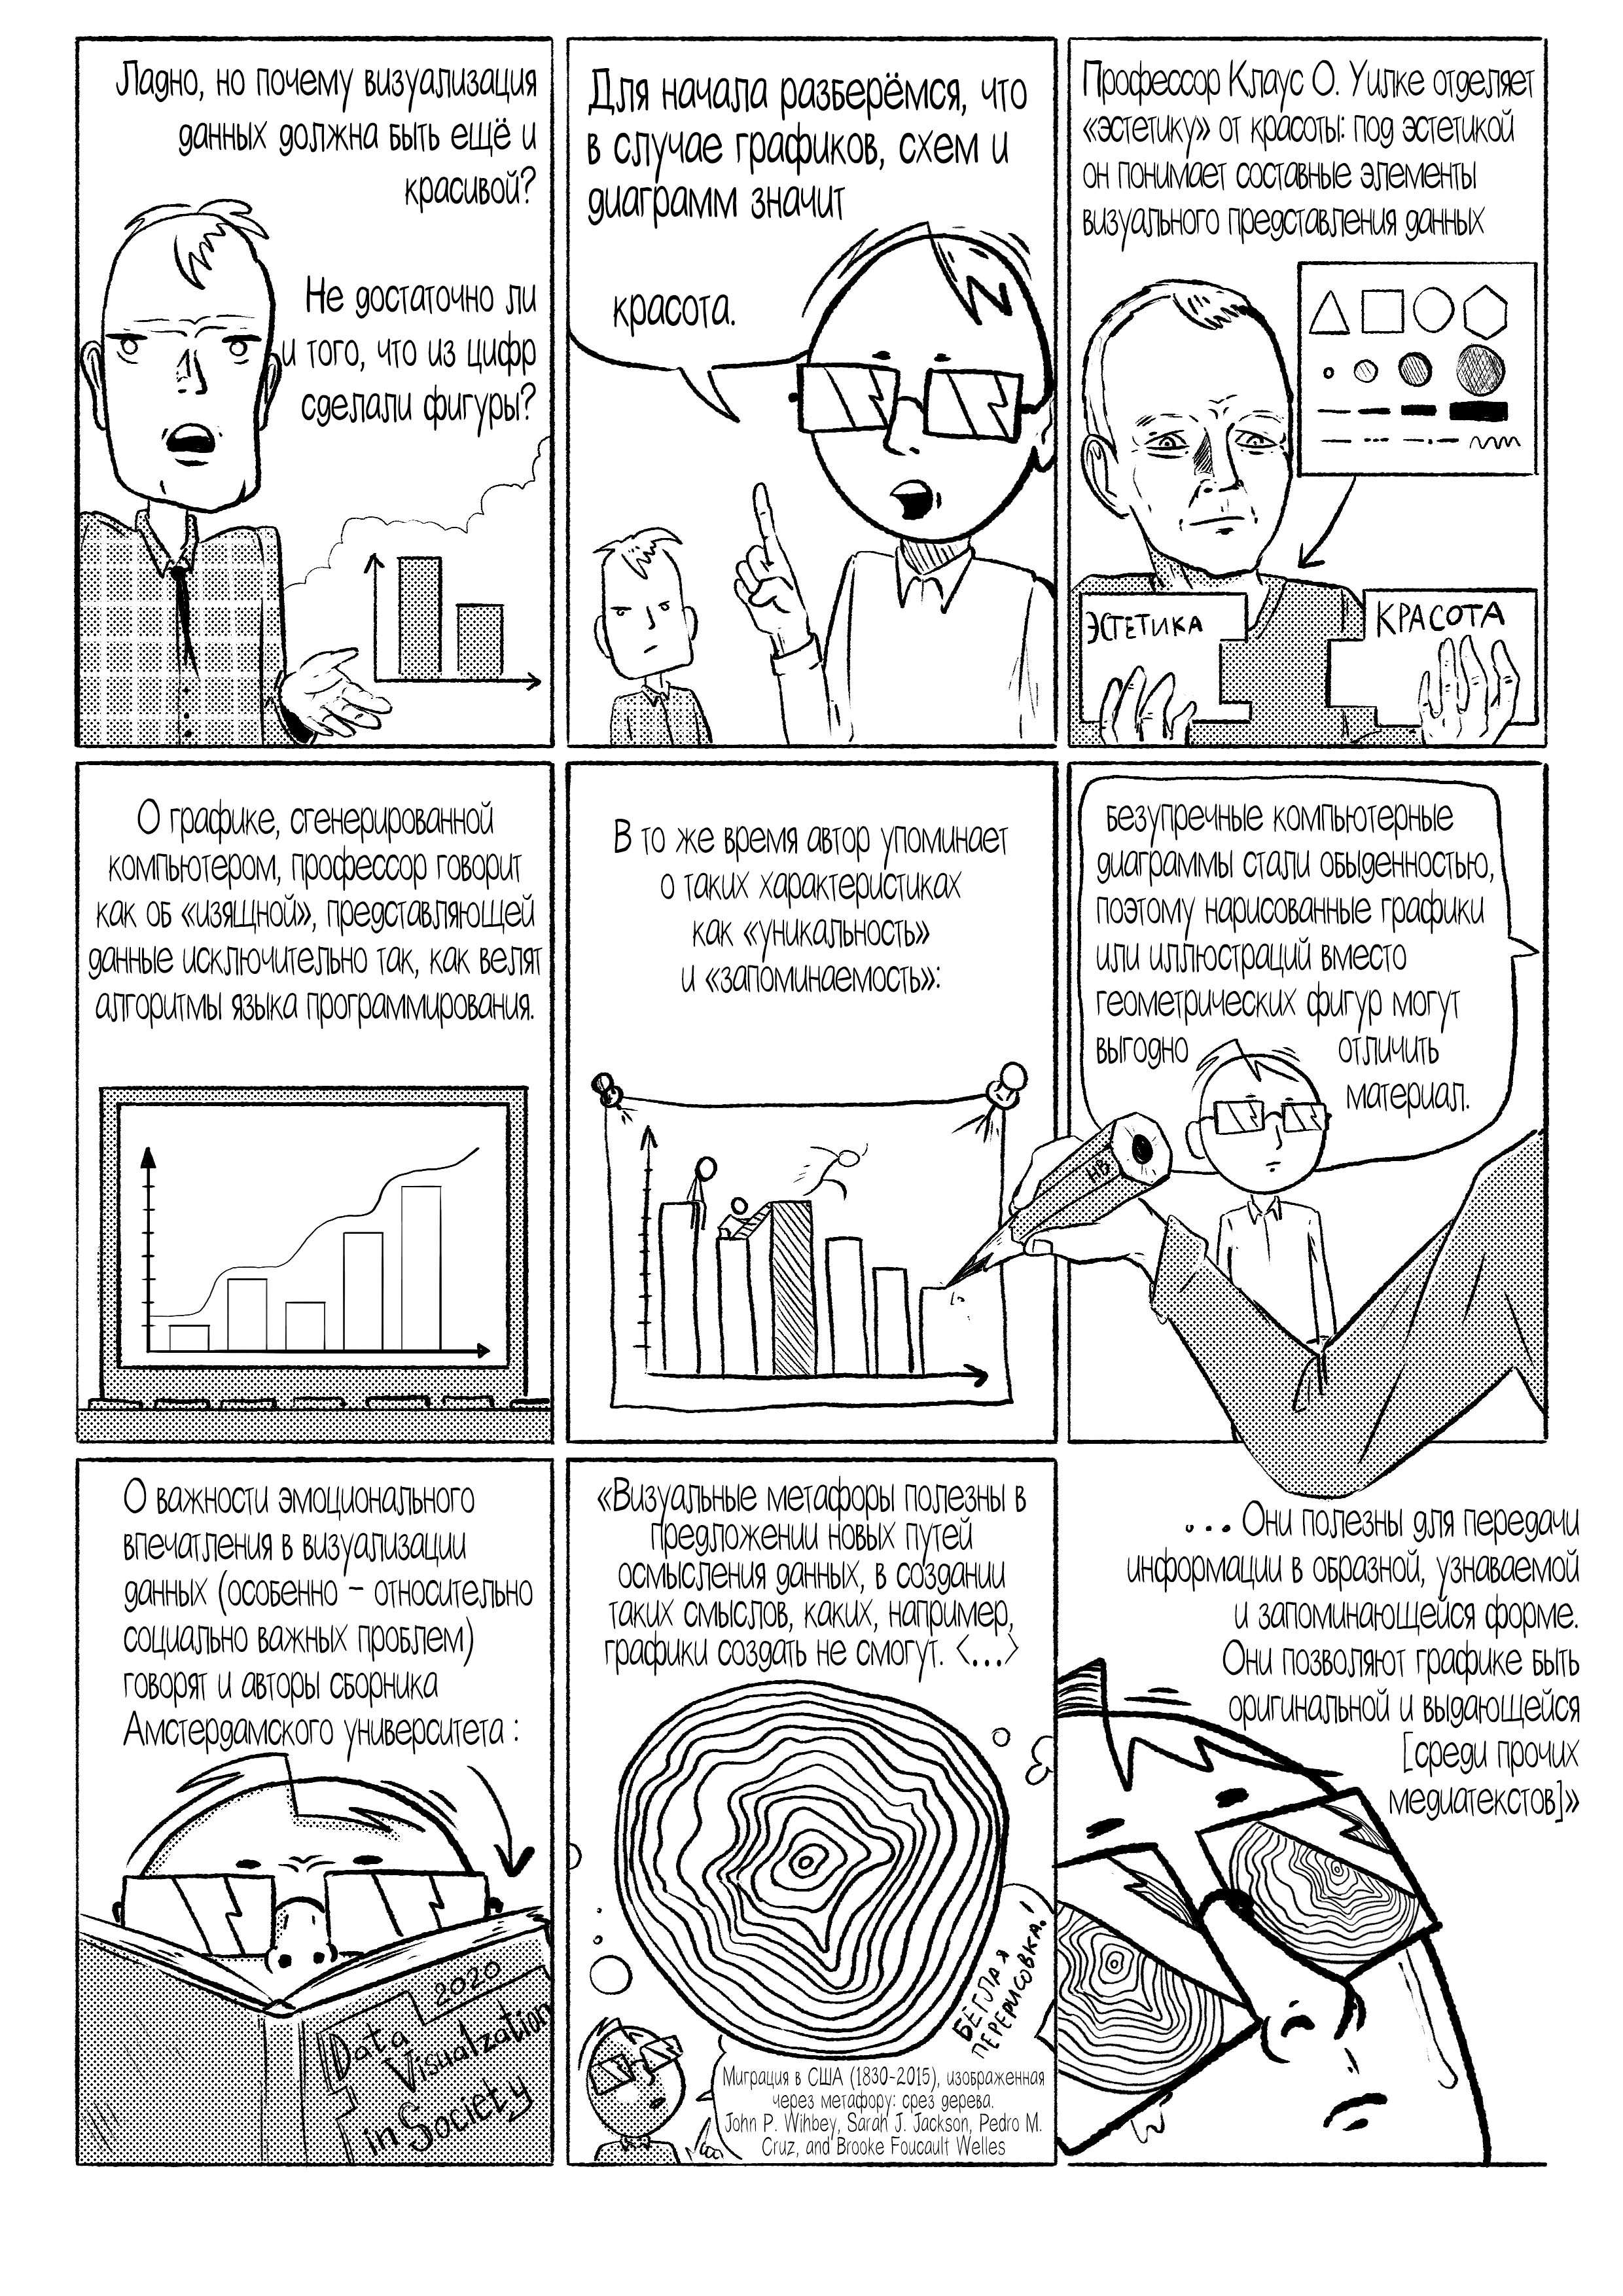 Ладно, но почему визуализация
данных должна быть ещё и
красивой?
Не достаточно ли
и того, что из цифр
сделали фигуры?
Для начала разберёмся, что
в случае графиков, схем и
диаграмм значит
красота.
Профессор Клаус О. Уилке отделяет
«эстетику» от красоты: под эстетикой
он понимает составные элементы
визуального представления данных
ЭСТЕТИКА
КРАСОТА
О графике, сгенерированной
компьютером, профессор говорит
как об «изящной», представляющей
данные исключительно так, как велят
алгоритмы языка программирования.
В то же время автор упоминает
о таких характеристиках
как «уникальность»
и «запоминаемость»:
HB
Безупречные компьютерные
диаграммы стали обыденностью,
поэтому нарисованные графики
или иллюстраций вместо
геометрических фигур могут
выгодно отличить
материал.
О важности эмоционального
впечатления в визуализации
данных (особенно – относительно
социально важных проблем)
говорят и авторы сборника
Амстердамского университета :
2020
Data
Visualzation
in Society
«Визуальные метафоры полезны в
предложении новых путей
осмысления данных, в создании
таких смыслов, каких, например,
графики создать не смогут. <...>
БЕГЛАЯ
ПЕРЕРИСОВКА!
Миграция в США (1830-2015), изображенная
через метафору: срез дерева.
John P. Wihbey, Sarah J. Jackson, Pedro M.
Cruz, and Brooke Foucault Welles
... Они полезны для передачи
информации в образной, узнаваемой
и запоминающейся форме.
Они позволяют графике быть
оригинальной и выдающейся
[среди прочих
медиатекстов]»